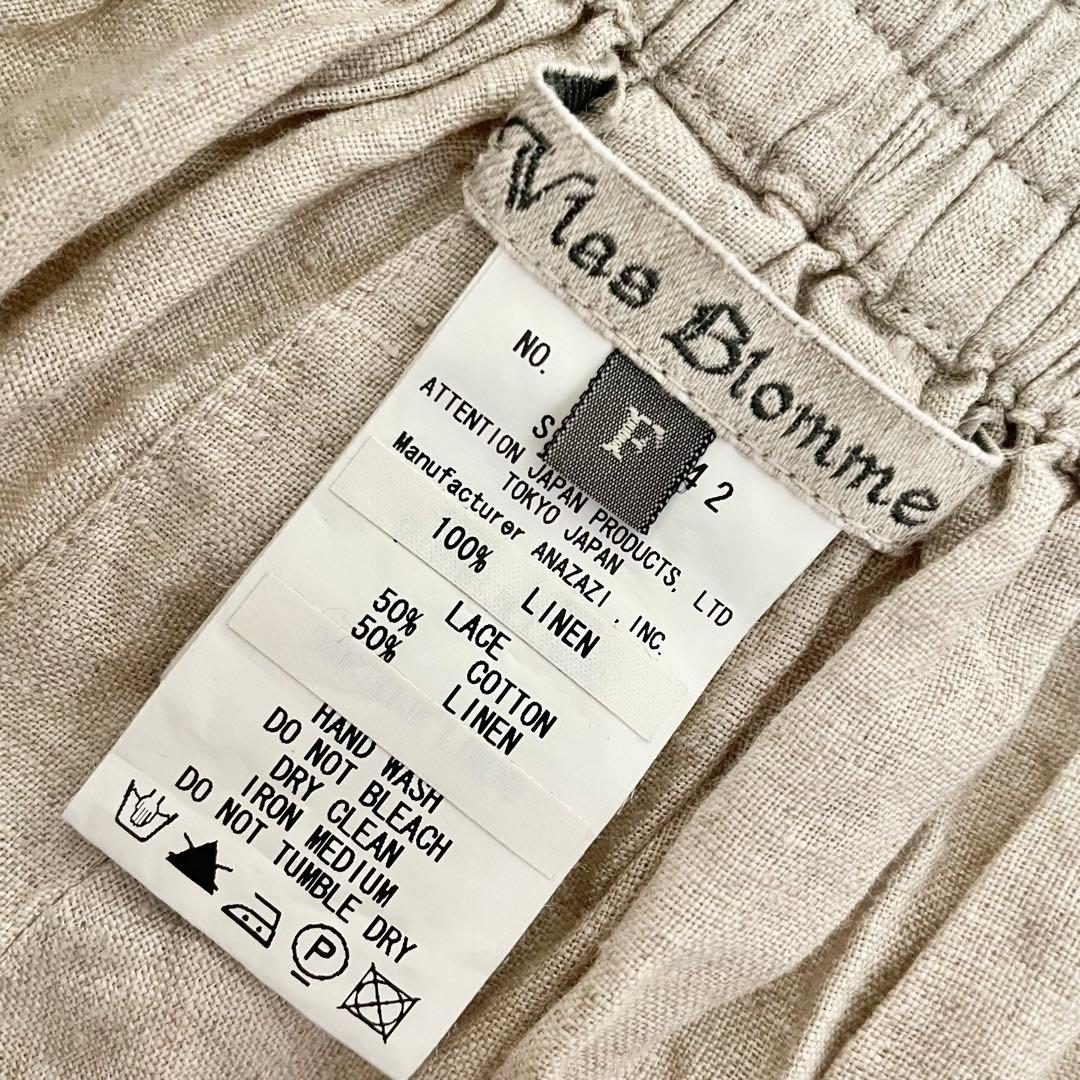 Vlas Blomme
F
NO.
42
ATTENTION JAPAN PRODUCTS, LTD
TOKYO JAPAN
Manufacturer ANAZAZI, INC.
100% LINEN
LACE
50% COTTON
50% LINEN
HAND WASH
DO NOT BLEACH
DRY CLEAN
IRON MEDIUM
DO NOT TUMBLE DRY
P